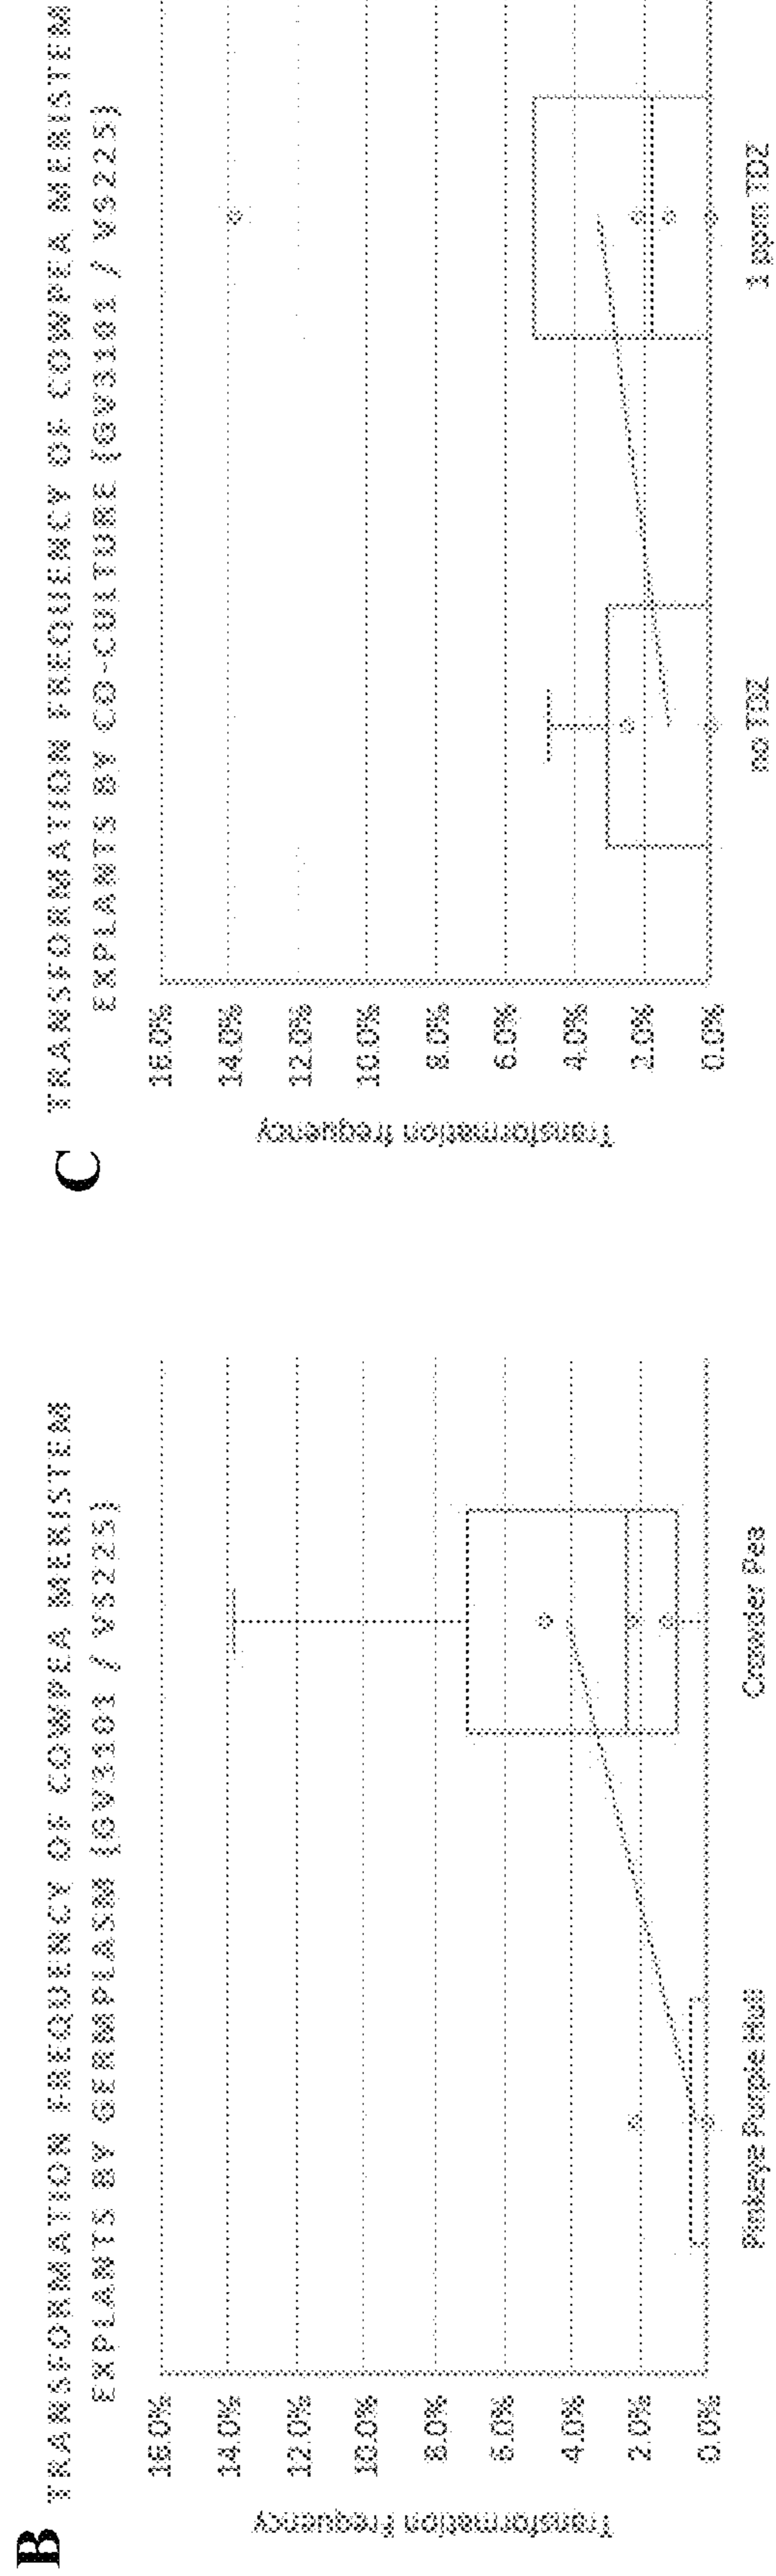 B
TRANSFORMATION FREQUENCY OF COWPEA MERISTEM
EXPLANTS BY GERMPLASM (GV3101 / VS225)
Transformation frequency
16.0%
14.0%
12.0%
10.0%
8.0%
6.0%
4.0%
2.0%
0.0%
Pinkeye Purple Hull
Crowder Pea
C
TRANSFORMATION FREQUENCY OF COWPEA MERISTEM
EXPLANTS BY CO-CULTURE (GV3101 / VS225)
Transformation frequency
16.0%
14.0%
12.0%
10.0%
8.0%
6.0%
4.0%
2.0%
0.0%
no TDZ
1 ppm TDZ